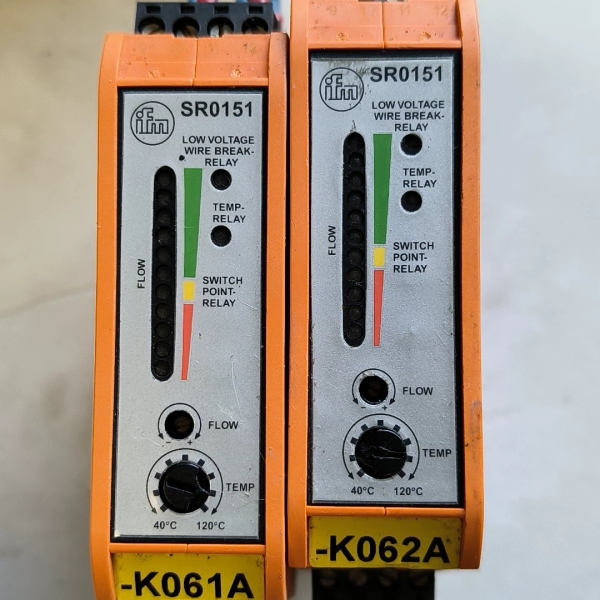 ifm SR0151
LOW VOLTAGE
WIRE BREAK-
RELAY
TEMP-
RELAY
FLOW
SWITCH
POINT-
RELAY
FLOW
- +
TEMP
40°C 120°C
-K061A
ifm SR0151
LOW VOLTAGE
WIRE BREAK-
RELAY
TEMP-
RELAY
FLOW
SWITCH
POINT-
RELAY
FLOW
- +
TEMP
40°C 120°C
-K062A